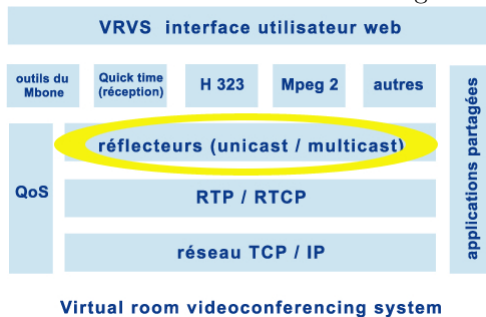 VRVS interface utilisateur web
outils du
Mbone
Quick time
(réception)
H 323
Mpeg 2
autres
applications partagées
QoS
réflecteurs (unicast / multicast)
RTP / RTCP
réseau TCP / IP
Virtual room videoconferencing system